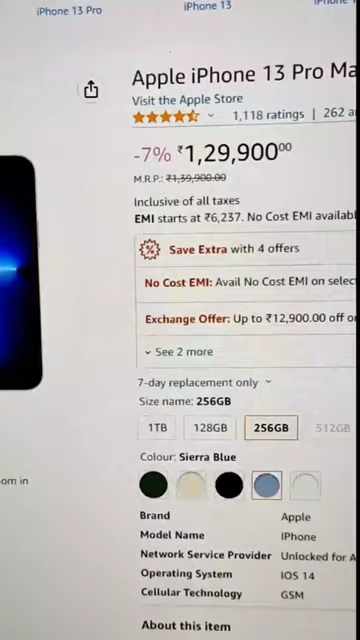 iPhone 13 Pro
iPhone 13
iPhone 1
Apple iPhone 13 Pro Ma
Visit the Apple Store
1,118 ratings | 262 a
-7% ₹1,29,900⁰⁰
M.R.P.: ₹1,39,900.00
Inclusive of all taxes
EMI starts at ₹6,237. No Cost EMI availabl
Save Extra with 4 offers
No Cost EMI: Avail No Cost EMI on selec
Exchange Offer: Up to ₹12,900.00 off o
See 2 more
7-day replacement only
Size name: 256GB
1TB
128GB
256GB
512GB
Colour: Sierra Blue
om in
Brand Apple
Model Name IPhone
Network Service Provider Unlocked for A
Operating System IOS 14
Cellular Technology GSM
About this item